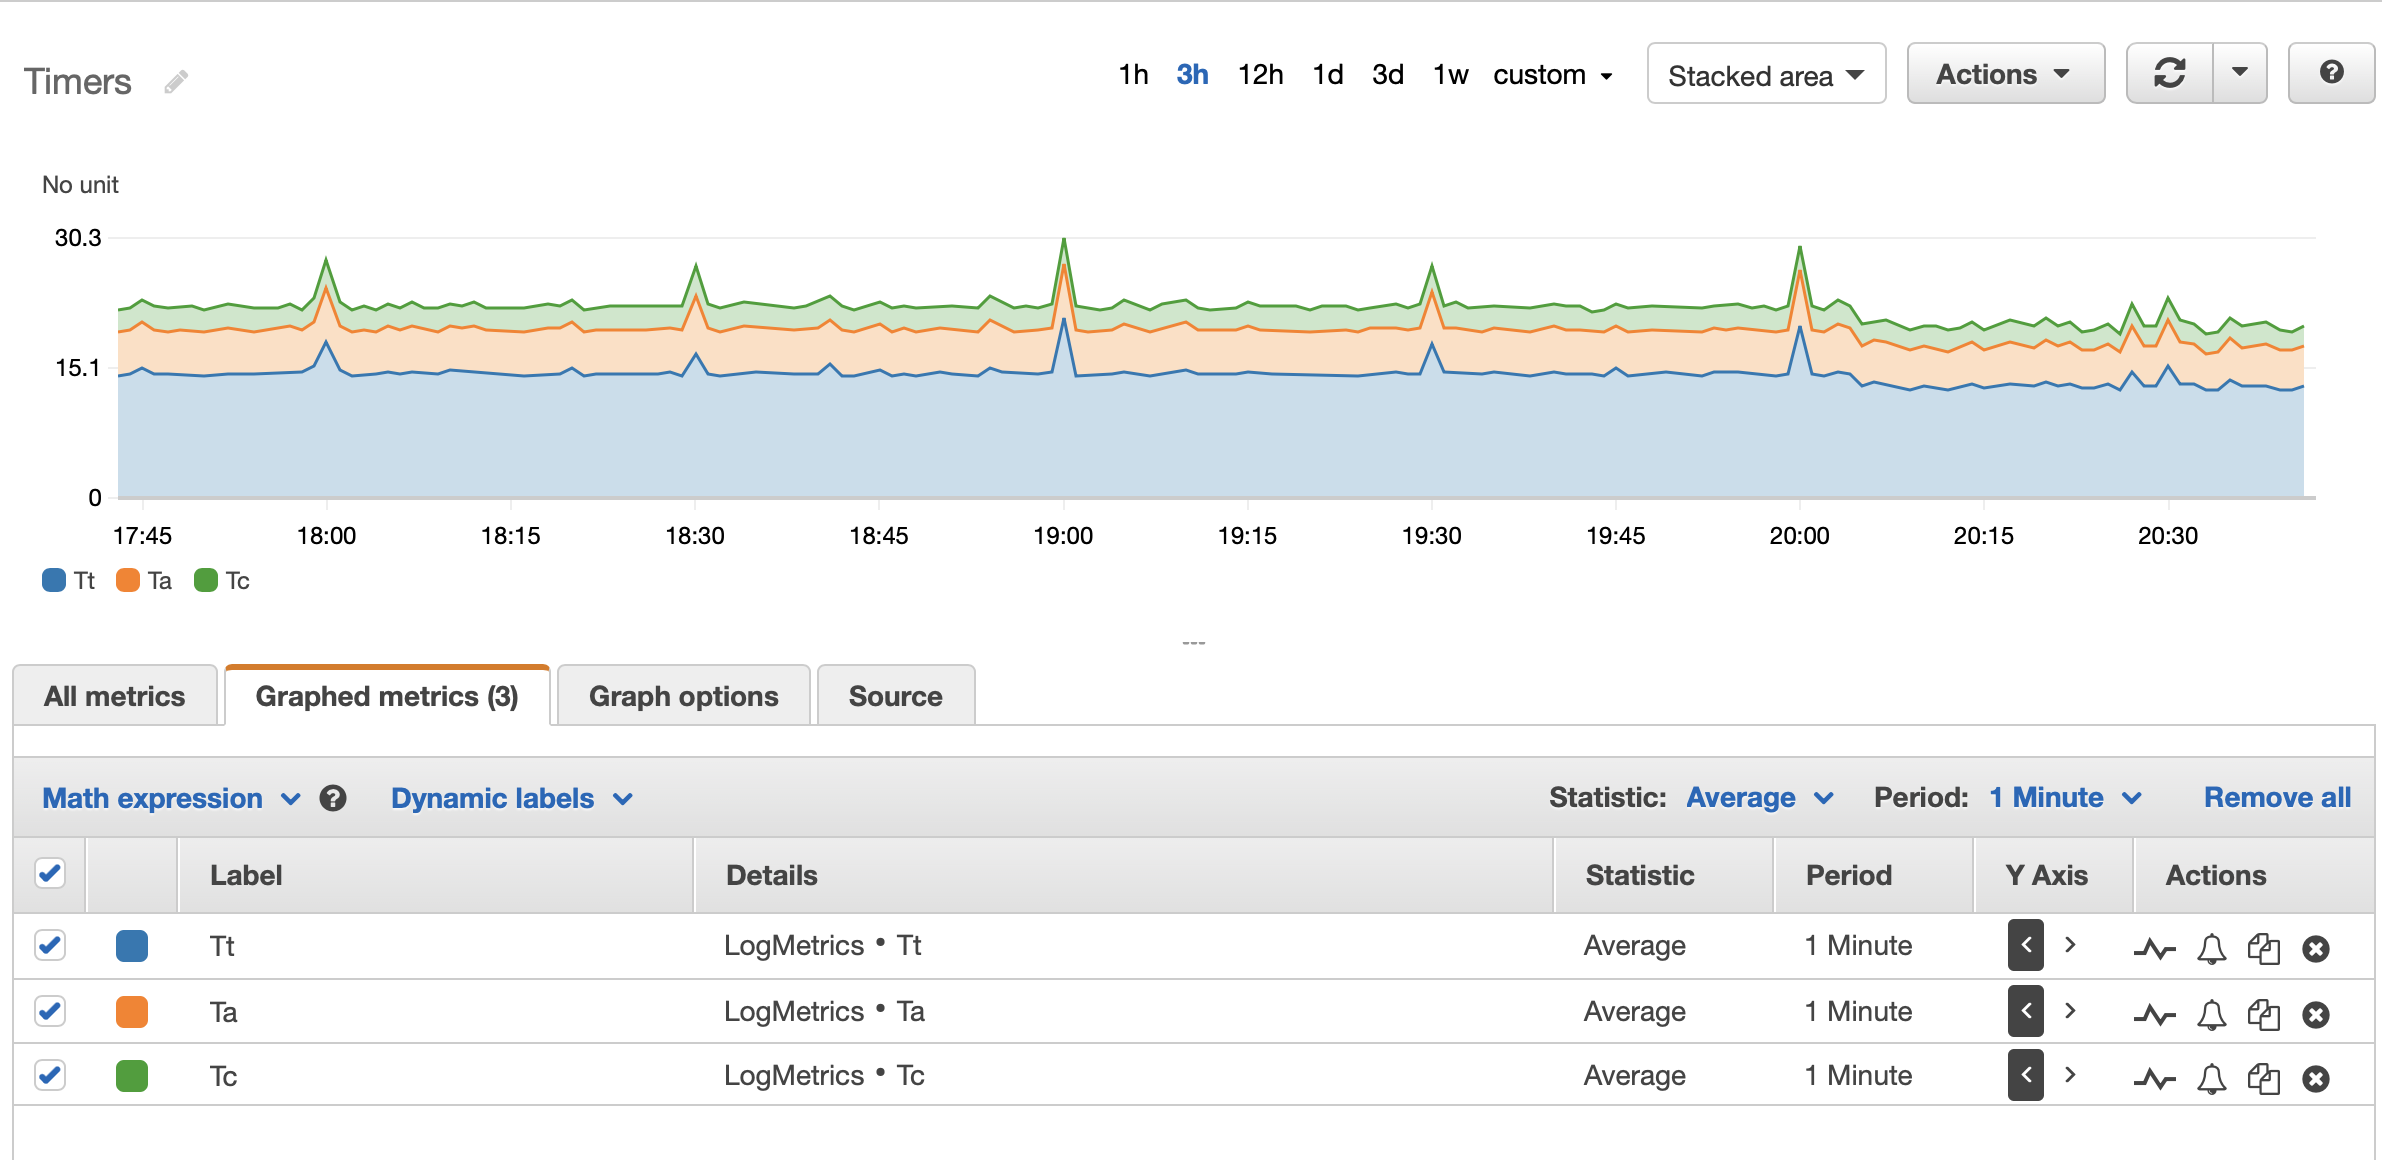 Timers 1h 3h 12h 1d 3d 1w custom Stacked area Actions
No unit
30.3
15.1
0
17:45 18:00 18:15 18:30 18:45 19:00 19:15 19:30 19:45 20:00 20:15 20:30
Tt Ta Tc
All metrics Graphed metrics (3) Graph options Source
Math expression Dynamic labels Statistic: Average Period: 1 Minute Remove all
Label Details Statistic Period Y Axis Actions
Tt LogMetrics • Tt Average 1 Minute
Ta LogMetrics • Ta Average 1 Minute
Tc LogMetrics • Tc Average 1 Minute